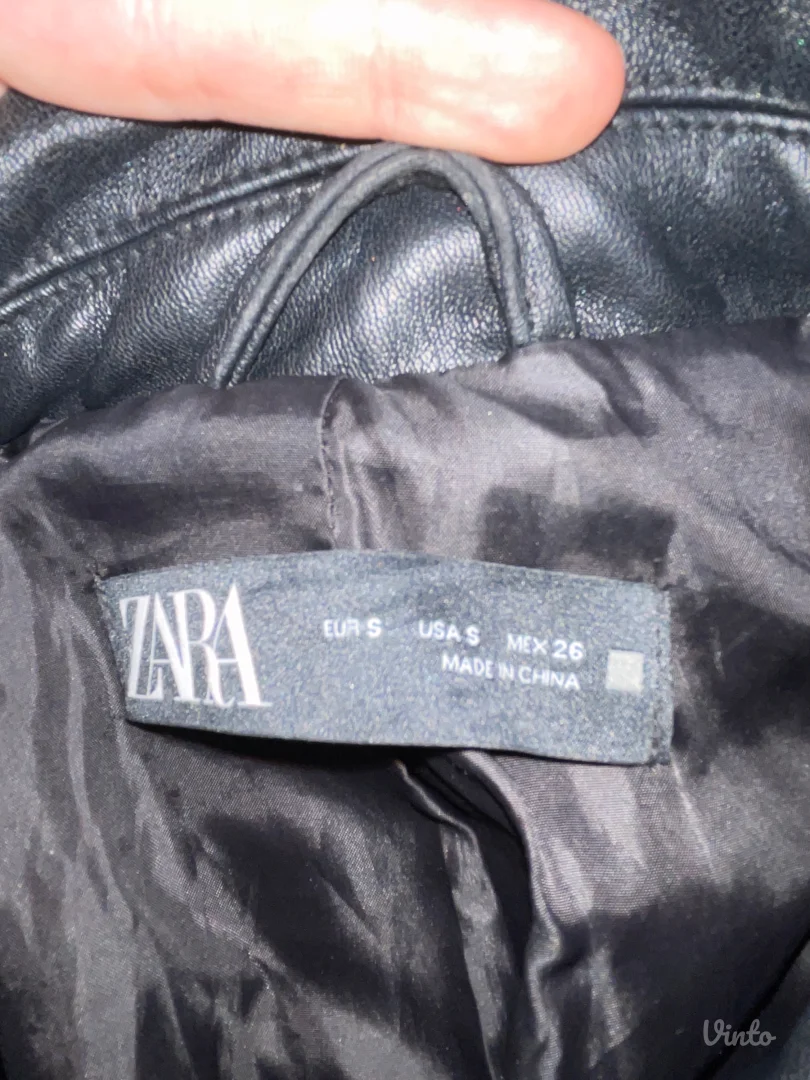 ZARA
EUR S USA S MEX 26
MADE IN CHINA
Vinto